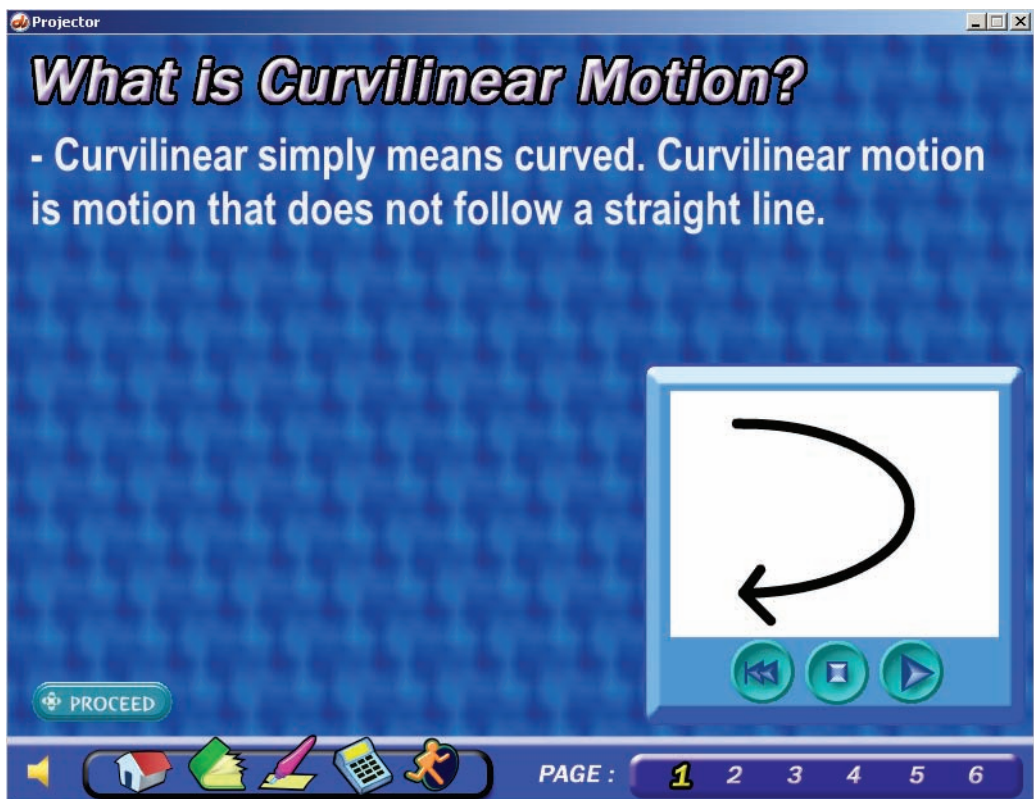 Projector
What is Curvilinear Motion?
- Curvilinear simply means curved. Curvilinear motion
is motion that does not follow a straight line.
PROCEED
PAGE : 1 2 3 4 5 6